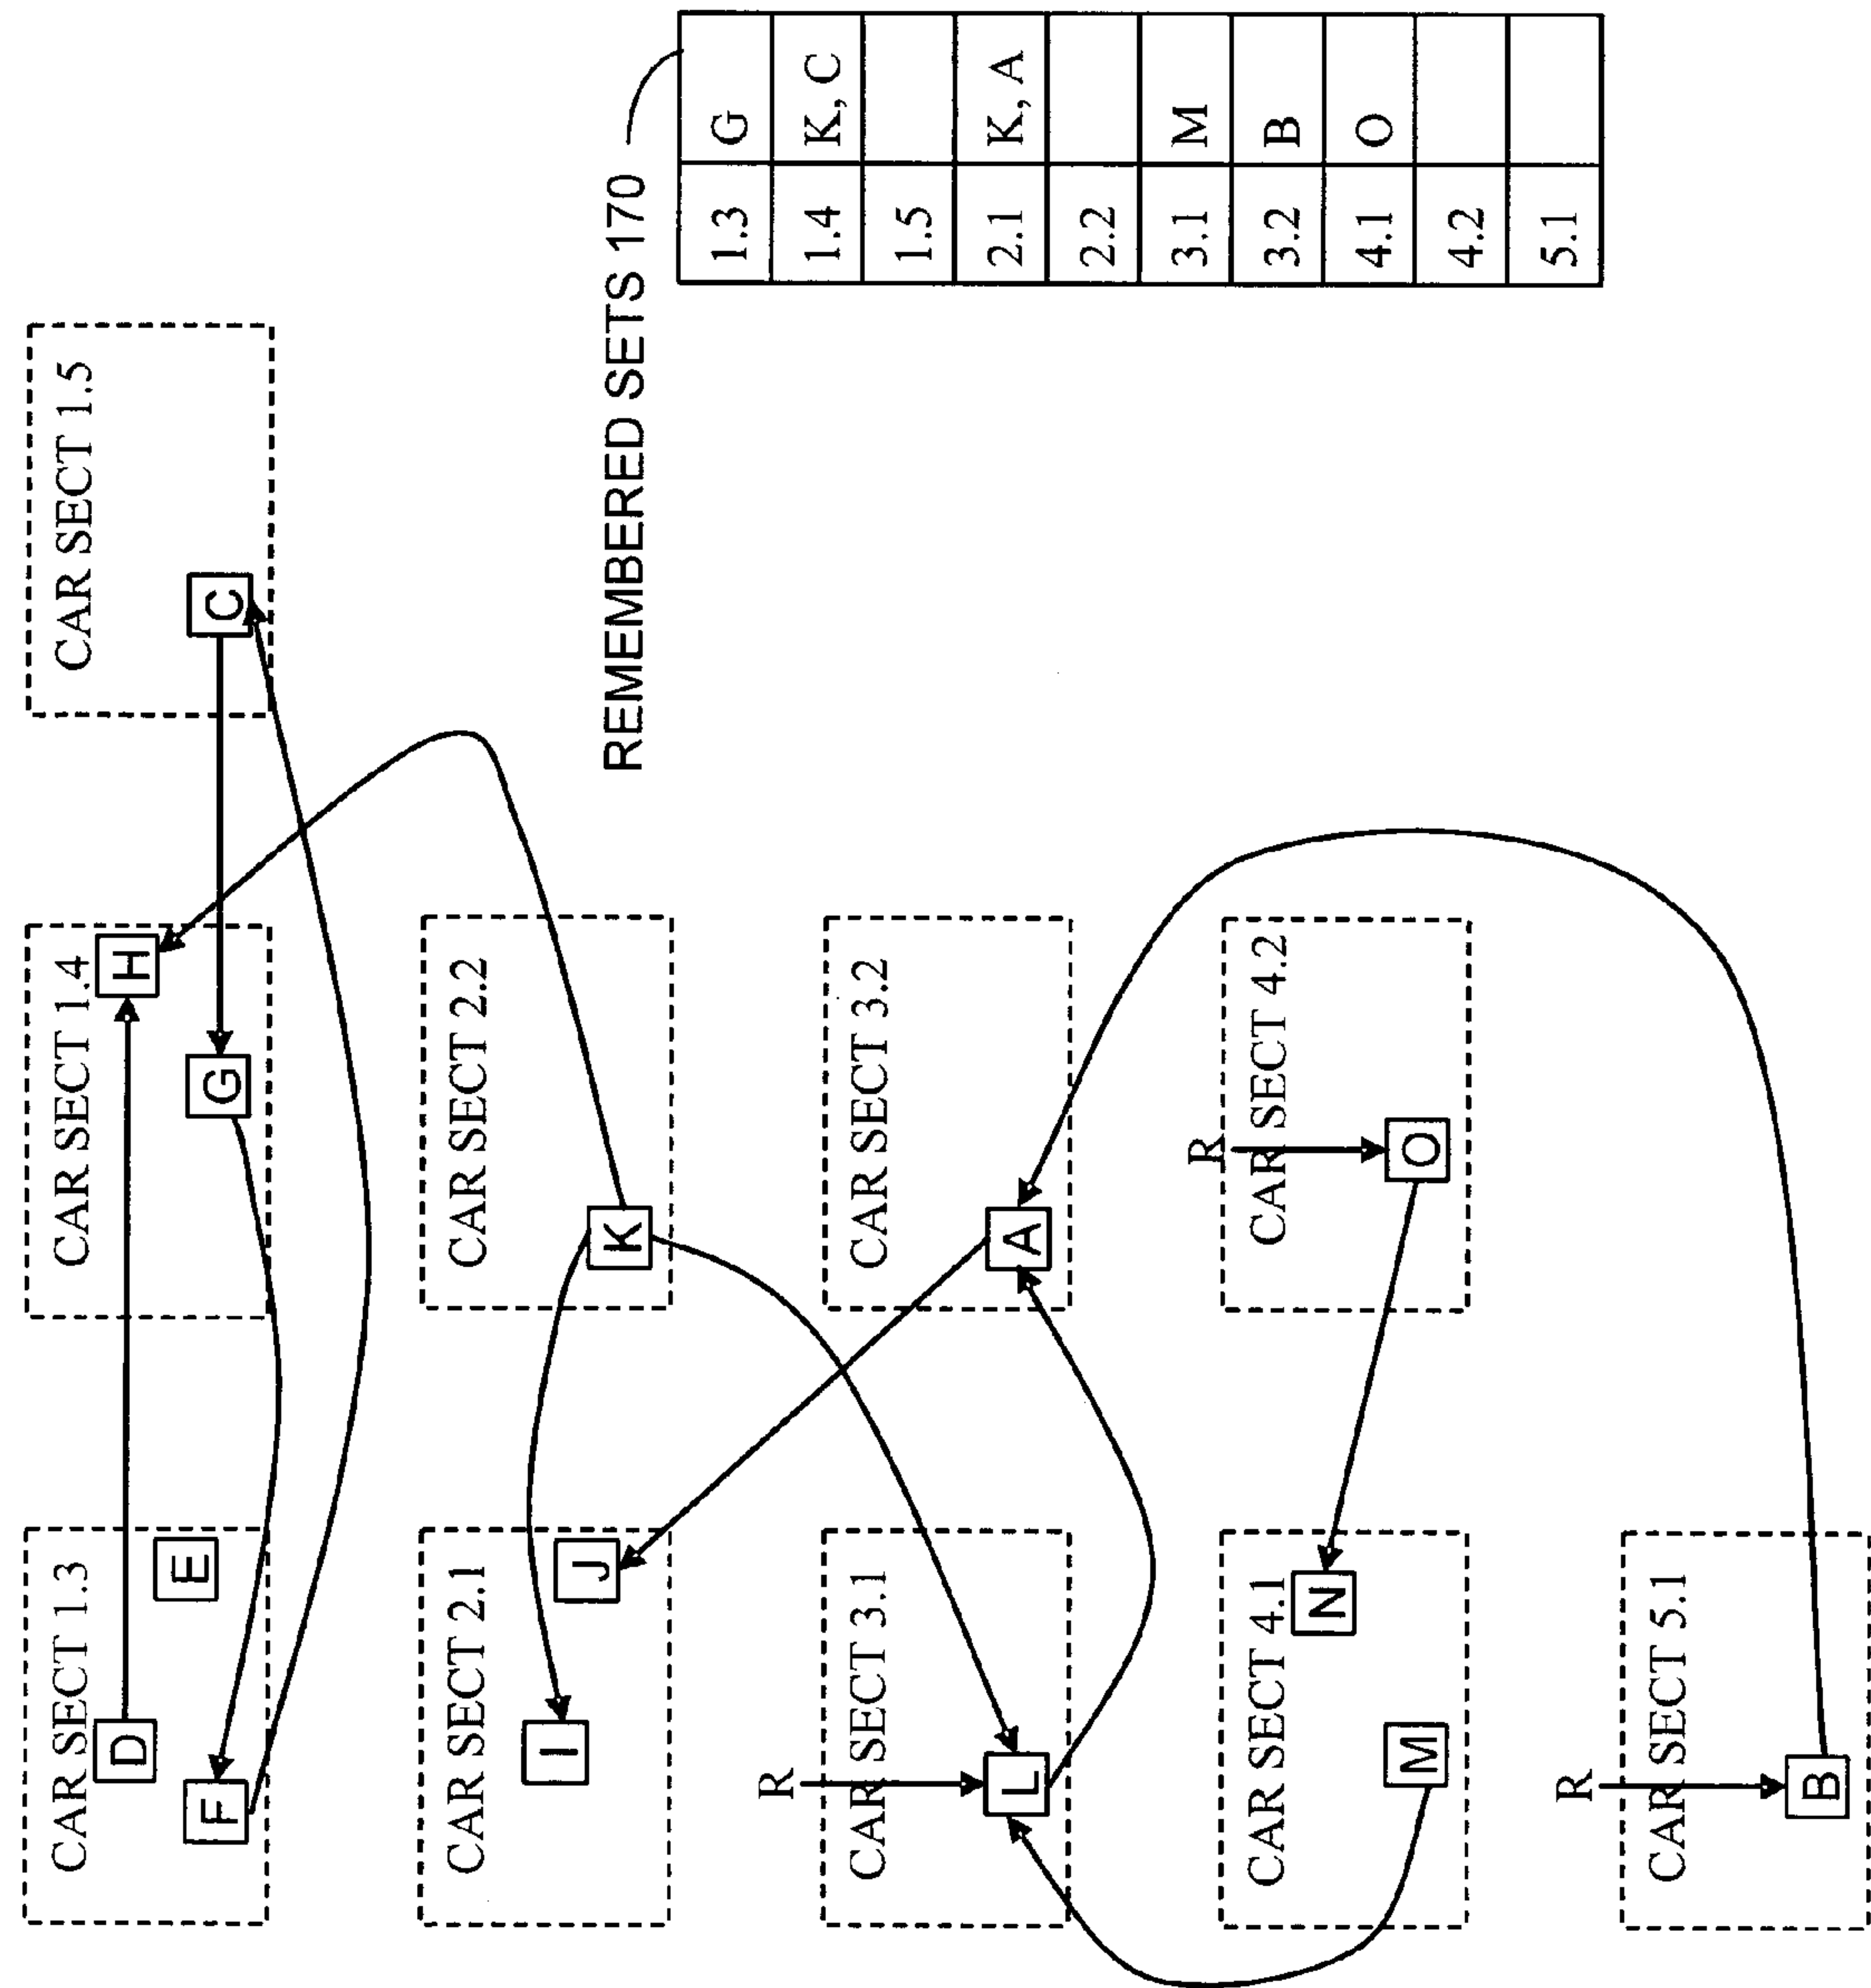 CAR SECT 1.3
D
E
F
CAR SECT 1.4
H
G
CAR SECT 1.5
C
CAR SECT 2.1
I
J
CAR SECT 2.2
K
R
CAR SECT 3.1
L
CAR SECT 3.2
A
CAR SECT 4.1
N
M
R
CAR SECT 4.2
O
R
CAR SECT 5.1
B
REMEMBERED SETS 170
1.3 G
1.4 K, C
1.5
2.1 K, A
2.2
3.1 M
3.2 B
4.1 O
4.2
5.1